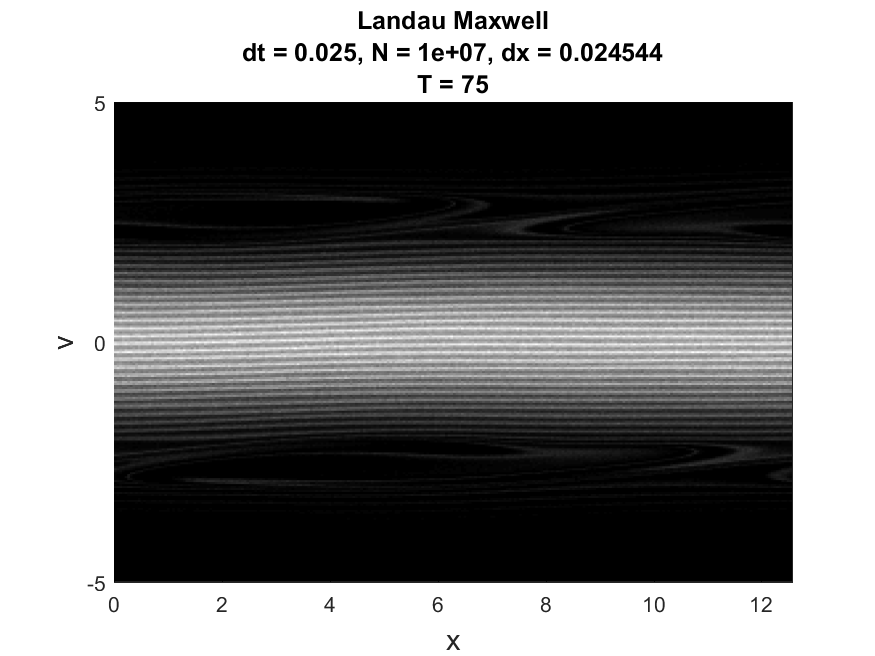 Landau Maxwell
dt = 0.025, N = 1e+07, dx = 0.024544
T = 75
5
0
-5
v
0 2 4 6 8 10 12
x